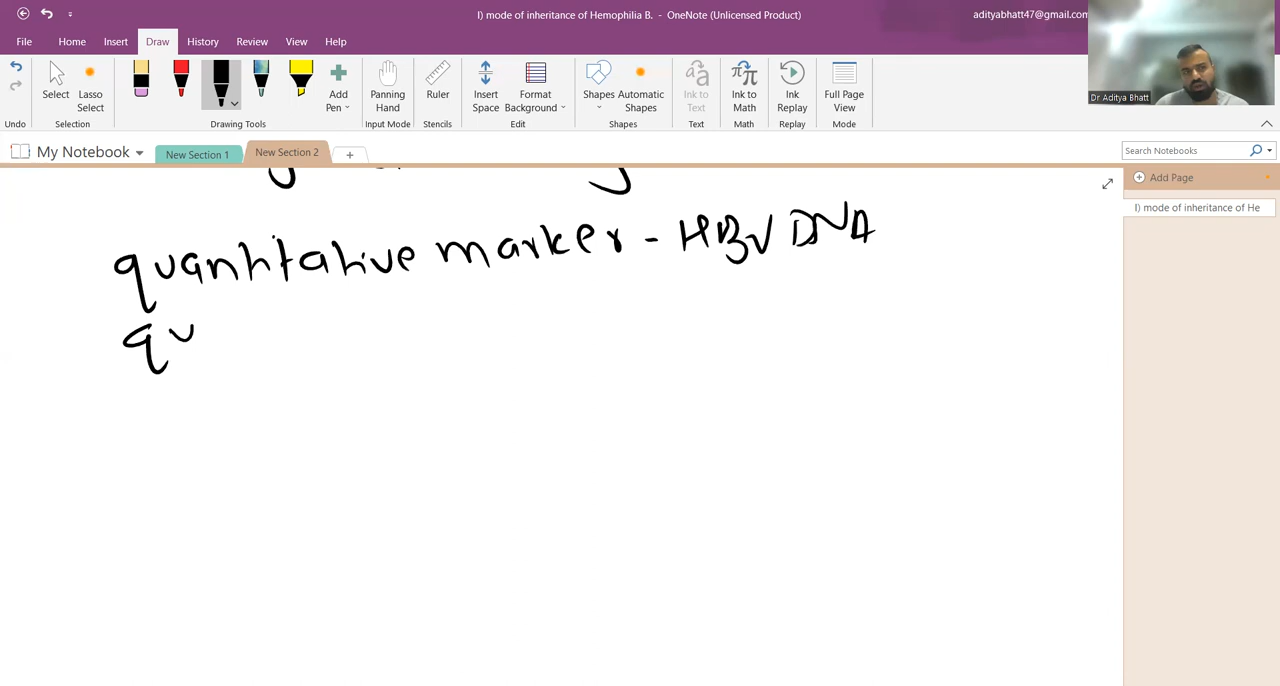 I) mode of inheritance of Hemophilia B. - OneNote (Unlicensed Product)
adityabhatt47@gmail.com
File Home Insert Draw History Review View Help
Select Lasso Select Add Pen Panning Hand Ruler Insert Space Format Background Shapes Automatic Shapes Ink to Text Ink to Math Ink Replay Full Page View
Dr Aditya Bhatt
Undo Selection Drawing Tools Input Mode Stencils Edit Shapes Text Math Replay Mode
My Notebook New Section 1 New Section 2 Search Notebooks
Add Page
I) mode of inheritance of He
quantitative marker - HBV DNA
qu